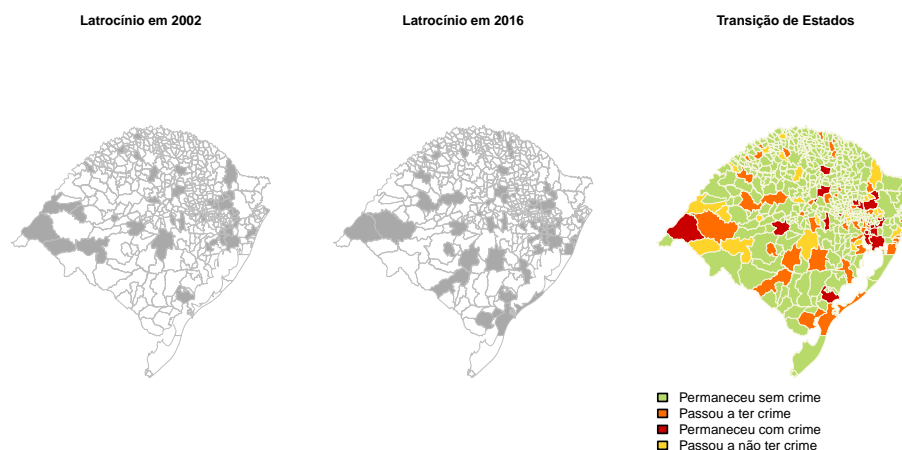 Latrocínio em 2002
Latrocínio em 2016
Transição de Estados
Permaneceu sem crime
Passou a ter crime
Permaneceu com crime
Passou a não ter crime